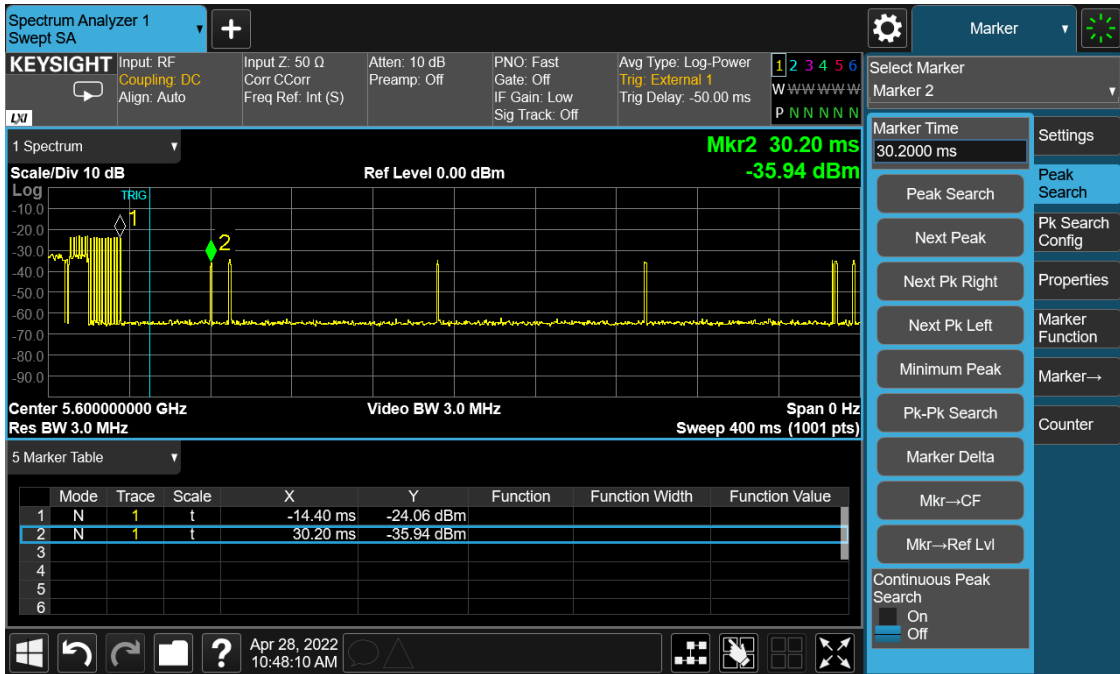 Spectrum Analyzer 1
Swept SA
+
Marker
KEYSIGHT
LXI
Input: RF
Coupling: DC
Align: Auto
Input Z: 50 Ω
Corr CCorr
Freq Ref: Int (S)
Atten: 10 dB
Preamp: Off
PNO: Fast
Gate: Off
IF Gain: Low
Sig Track: Off
Avg Type: Log-Power
Trig: External 1
Trig Delay: -50.00 ms
1 2 3 4 5 6
W W W W W W
P N N N N N
Select Marker
Marker 2
1 Spectrum
Scale/Div 10 dB
Ref Level 0.00 dBm
Mkr2 30.20 ms
-35.94 dBm
Log
-10.0
-20.0
-30.0
-40.0
-50.0
-60.0
-70.0
-80.0
-90.0
TRIG
1
2
Center 5.600000000 GHz
Res BW 3.0 MHz
Video BW 3.0 MHz
Span 0 Hz
Sweep 400 ms (1001 pts)
5 Marker Table
Mode Trace Scale X Y Function Function Width Function Value
1 N 1 t -14.40 ms -24.06 dBm
2 N 1 t 30.20 ms -35.94 dBm
3
4
5
6
Marker Time
30.2000 ms
Peak Search
Next Peak
Next Pk Right
Next Pk Left
Minimum Peak
Pk-Pk Search
Marker Delta
Mkr→CF
Mkr→Ref Lvl
Continuous Peak
Search
On
Off
Settings
Peak
Search
Pk Search
Config
Properties
Marker
Function
Marker→
Counter
?
Apr 28, 2022
10:48:10 AM